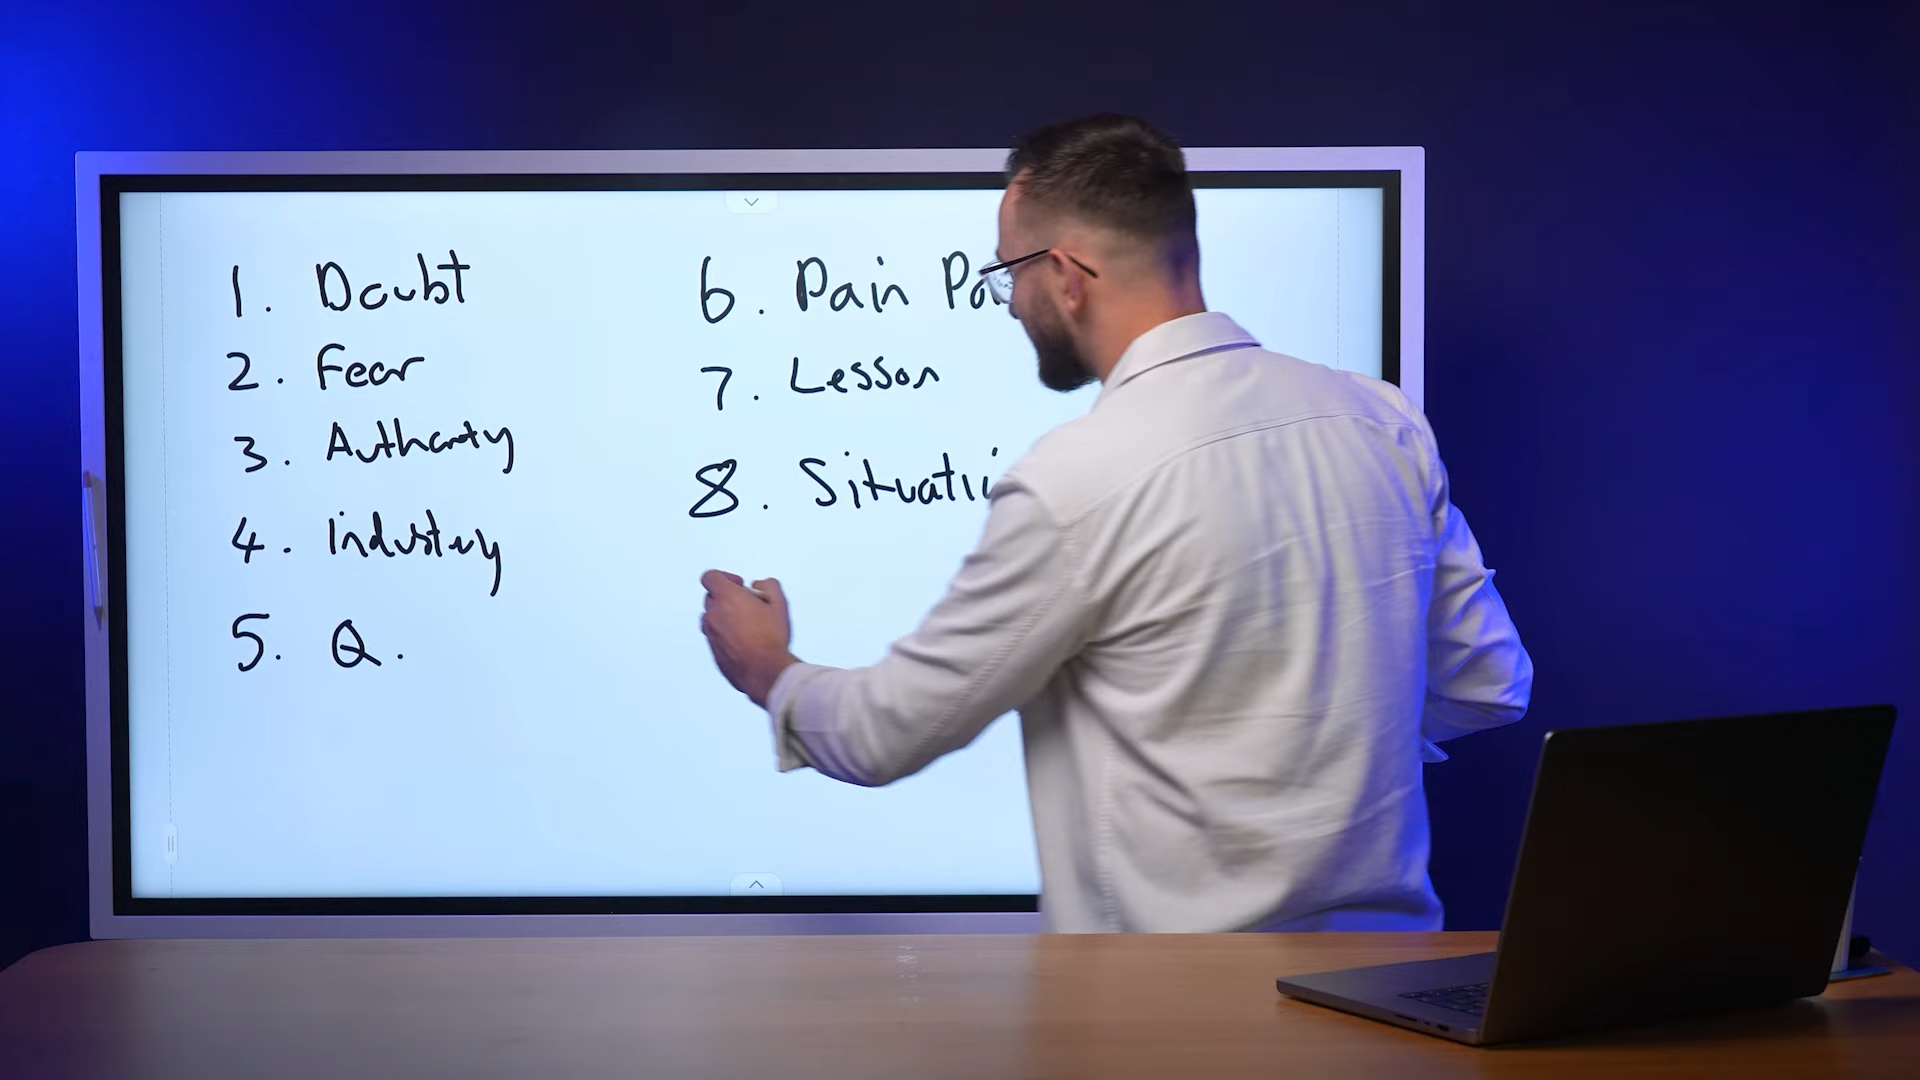 1. Doubt
2. Fear
3. Authority
4. Industry
5. Q.
6. Pain
7. Lesson
8.